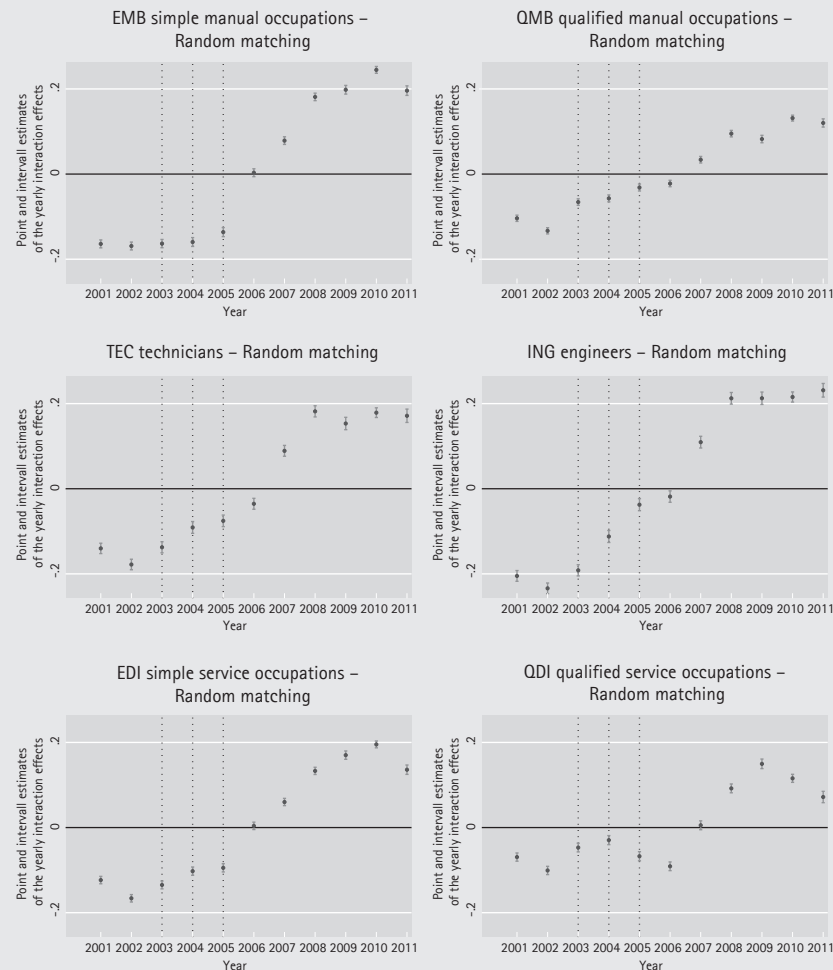 EMB simple manual occupations –
Random matching
Point and intervall estimates
of the yearly interaction effects
.2
0
-.2
2001 2002 2003 2004 2005 2006 2007 2008 2009 2010 2011
Year
QMB qualified manual occupations –
Random matching
Point and intervall estimates
of the yearly interaction effects
.2
0
-.2
2001 2002 2003 2004 2005 2006 2007 2008 2009 2010 2011
Year
TEC technicians – Random matching
Point and intervall estimates
of the yearly interaction effects
.2
0
-.2
2001 2002 2003 2004 2005 2006 2007 2008 2009 2010 2011
Year
ING engineers – Random matching
Point and intervall estimates
of the yearly interaction effects
.2
0
-.2
2001 2002 2003 2004 2005 2006 2007 2008 2009 2010 2011
Year
EDI simple service occupations –
Random matching
Point and intervall estimates
of the yearly interaction effects
.2
0
-.2
2001 2002 2003 2004 2005 2006 2007 2008 2009 2010 2011
Year
QDI qualified service occupations –
Random matching
Point and intervall estimates
of the yearly interaction effects
.2
0
-.2
2001 2002 2003 2004 2005 2006 2007 2008 2009 2010 2011
Year